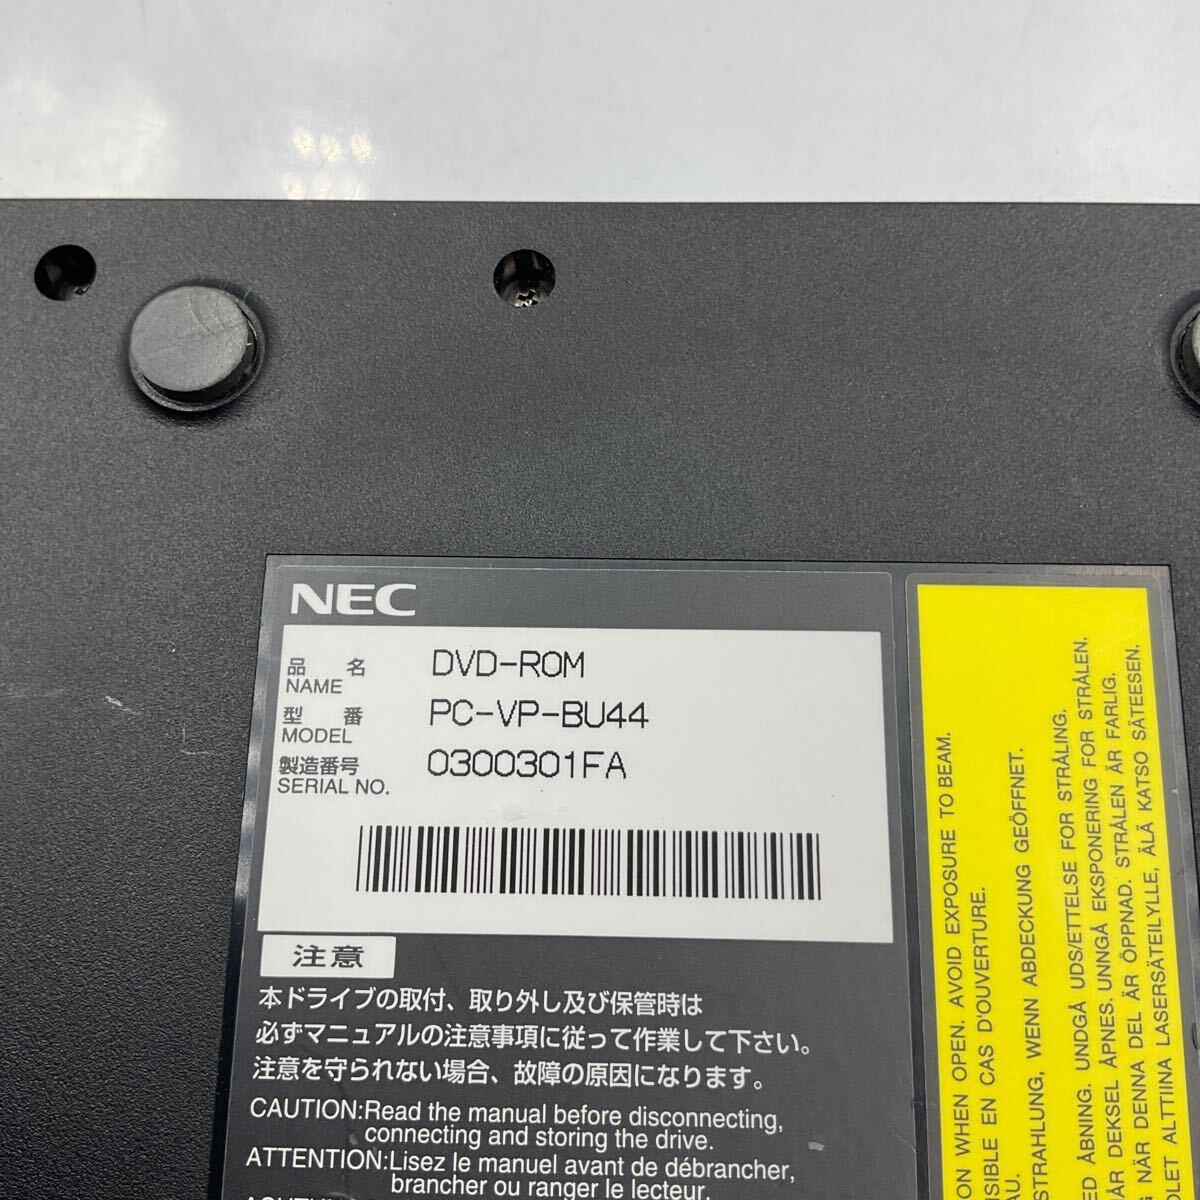 NEC
品 名 DVD-ROM
NAME
型 番 PC-VP-BU44
MODEL
製造番号 0300301FA
SERIAL NO.
注意
本ドライブの取付、取り外し及び保管時は
必ずマニュアルの注意事項に従って作業して下さい。
注意を守られない場合、故障の原因になります。
CAUTION:Read the manual before disconnecting,
connecting and storing the drive.
ATTENTION:Lisez le manuel avant de débrancher,
brancher ou ranger le lecteur.
WHEN OPEN. AVOID EXPOSURE TO BEAM.
EN CAS D'OUVERTURE.
WENN ABDECKUNG GEÖFFNET.
ÅBNING. UNDGÅ UDS/ETTELSE FOR STRÅLING.
DEKSEL ÅPNES. UNNGÅ EKSPONERING FOR STRÅLEN.
NÄR DENNA DEL ÄR ÖPPNAD. STRÅLEN ÄR FARLIG.
ALTTIINA LASERSÄTEILYLLE, ÄLÄ KATSO SÄTEESEN.